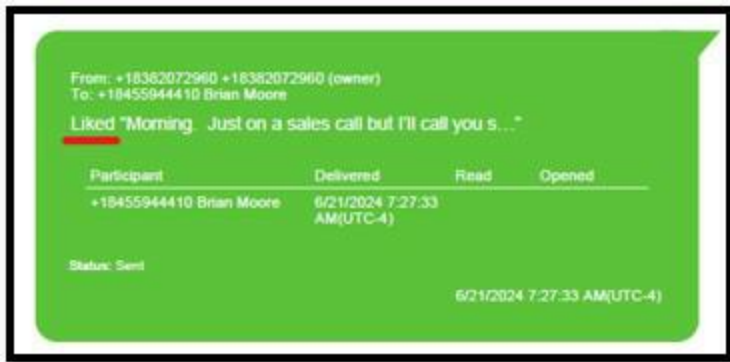 From: +18382072960 +18382072960 (owner)
To: +18455944410 Brian Moore
Liked "Morning.  Just on a sales call but I'll call you s…"
Participant Delivered Read Opened
+18455944410 Brian Moore 6/21/2024 7:27:33
AM(UTC-4)
Status: Sent
6/21/2024 7:27:33 AM(UTC-4)